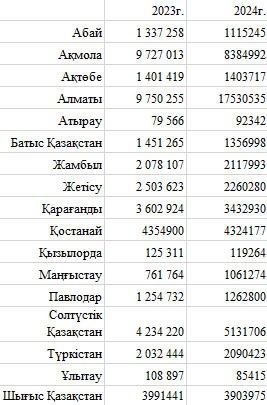 2023г. 2024г.
Абай 1 337 258 1115245
Ақмола 9 727 013 8384992
Ақтөбе 1 401 419 1403717
Алматы 9 750 255 17530535
Атырау 79 566 92342
Батыс Қазақстан 1 451 265 1356998
Жамбыл 2 078 107 2117993
Жетісу 2 503 623 2260280
Қарағанды 3 602 924 3432930
Қостанай 4354900 4324177
Қызылорда 125 311 119264
Маңғыстау 761 764 1061274
Павлодар 1 254 732 1262800
Солтүстік
Қазақстан 4 234 220 5131706
Түркістан 2 032 444 2090423
Ұлытау 108 897 85415
Шығыс Қазақстан 3991441 3903975